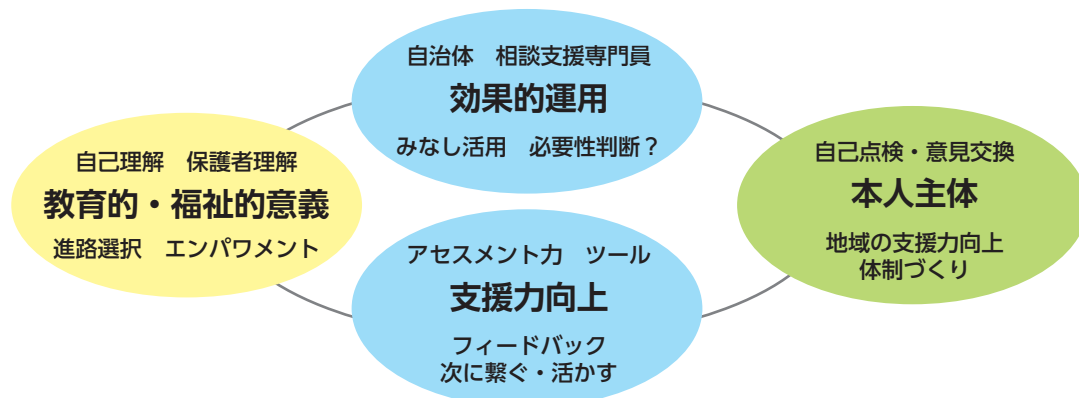 自治体　相談支援専門員
効果的運用
みなし活用　必要性判断？
自己理解　保護者理解
教育的・福祉的意義
進路選択　エンパワメント
自己点検・意見交換
本人主体
地域の支援力向上
体制づくり
アセスメント力　ツール
支援力向上
フィードバック
次に繋ぐ・活かす